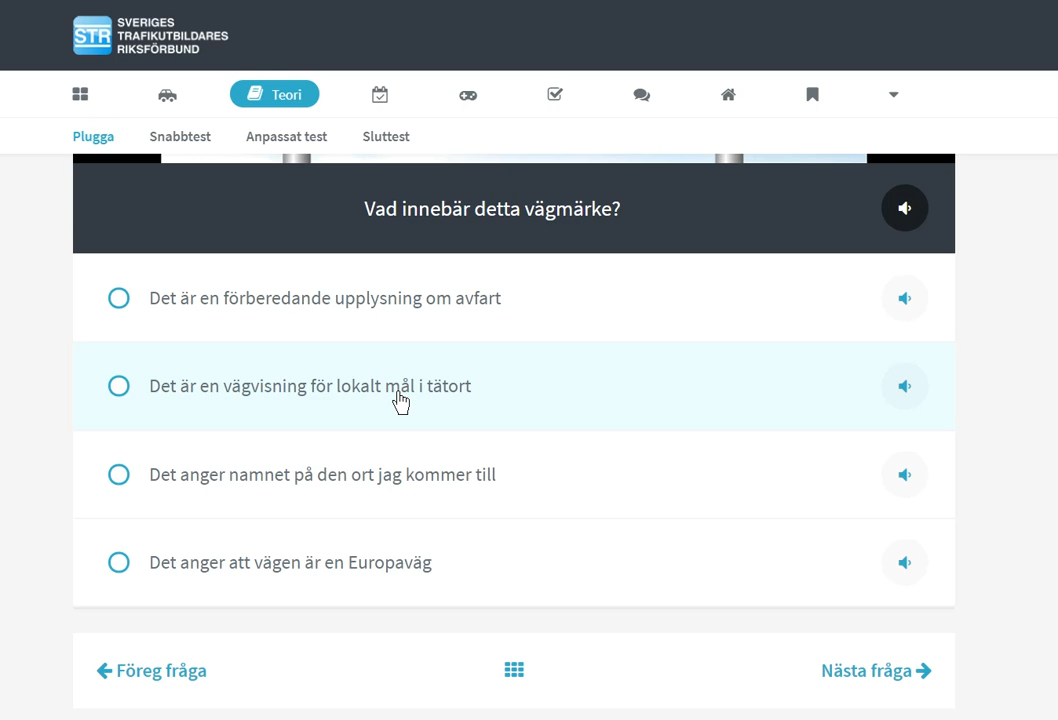 STR
SVERIGES
TRAFIKUTBILDARES
RIKSFÖRBUND
Teori
Plugga
Snabbtest
Anpassat test
Sluttest
Vad innebär detta vägmärke?
Det är en förberedande upplysning om avfart
Det är en vägvisning för lokalt mål i tätort
Det anger namnet på den ort jag kommer till
Det anger att vägen är en Europaväg
Föreg fråga
Nästa fråga